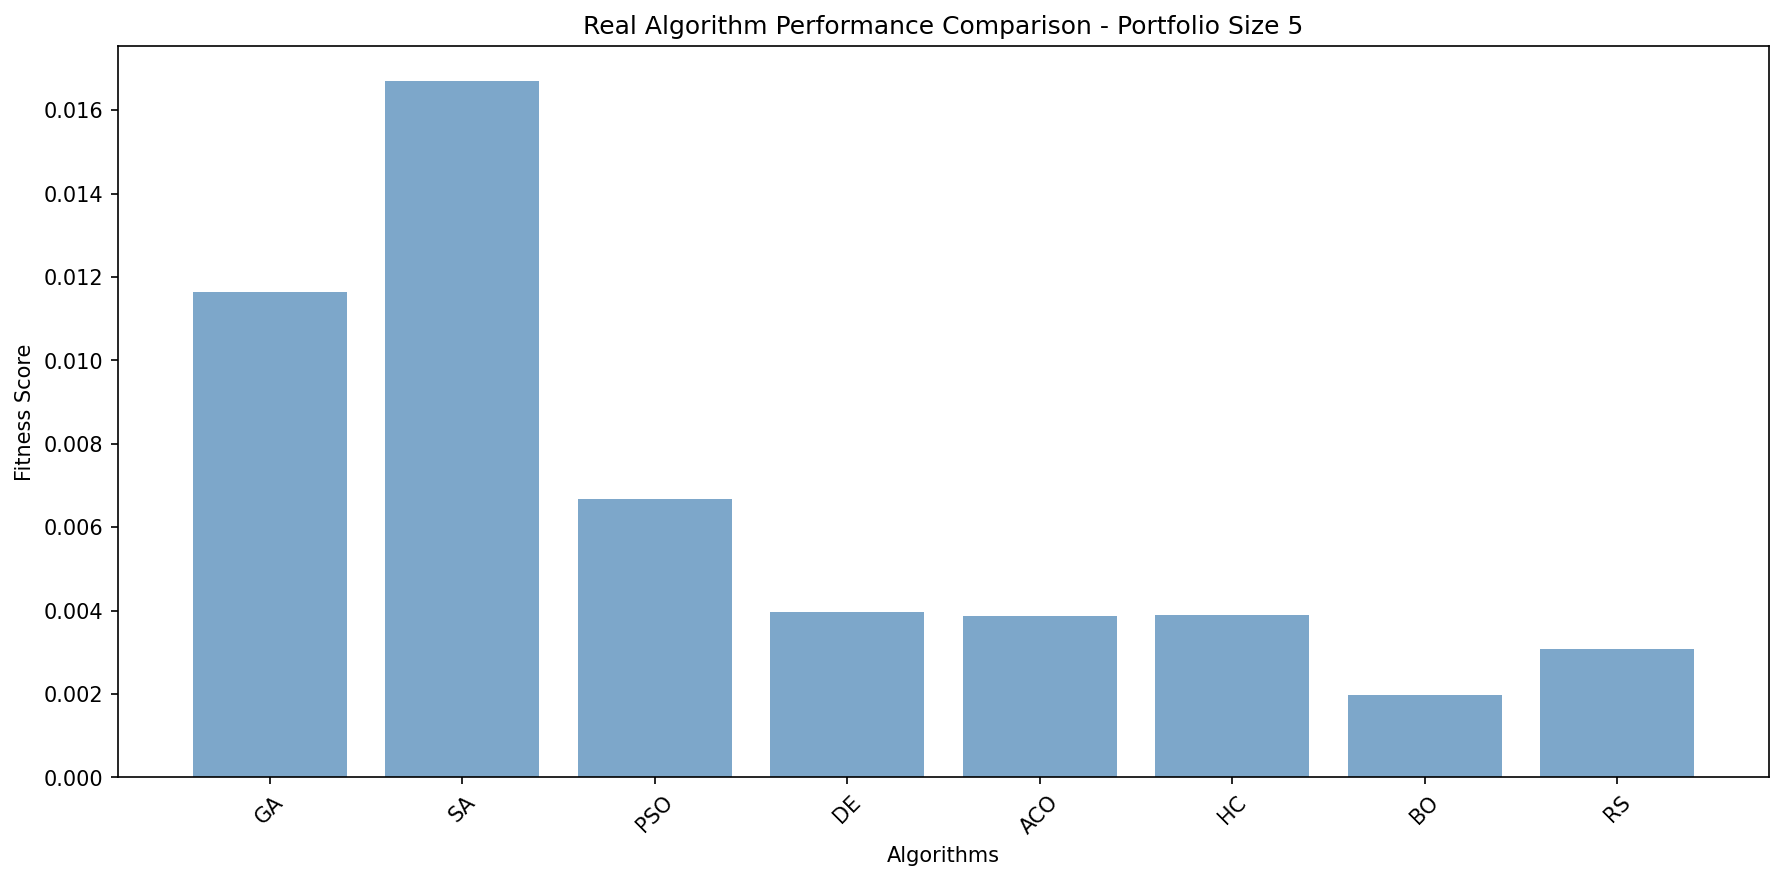 Real Algorithm Performance Comparison - Portfolio Size 5
Fitness Score
0.016
0.014
0.012
0.010
0.008
0.006
0.004
0.002
0.000
GA
SA
PSO
DE
ACO
HC
BO
RS
Algorithms